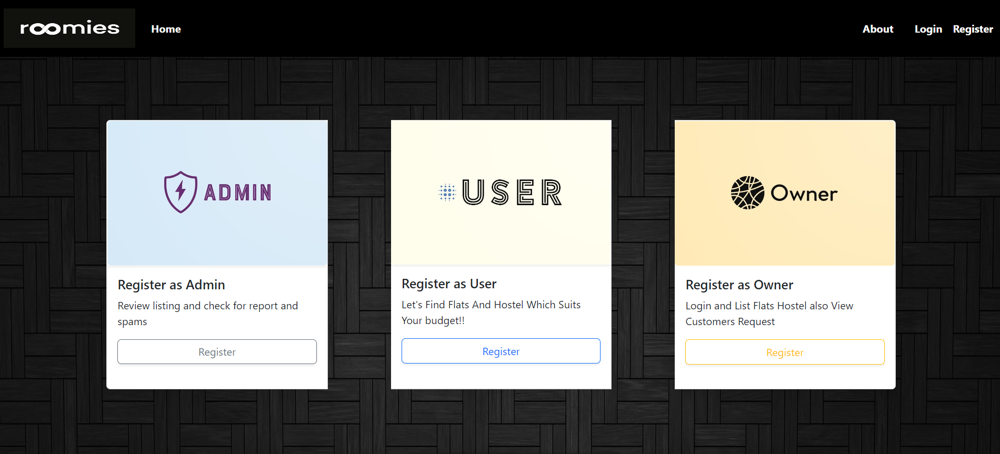 roomies
Home
About
Login
Register
ADMIN
Register as Admin
Review listing and check for report and
spams
Register
USER
Register as User
Let's Find Flats And Hostel Which Suits
Your budget!!
Register
Owner
Register as Owner
Login and List Flats Hostel also View
Customers Request
Register